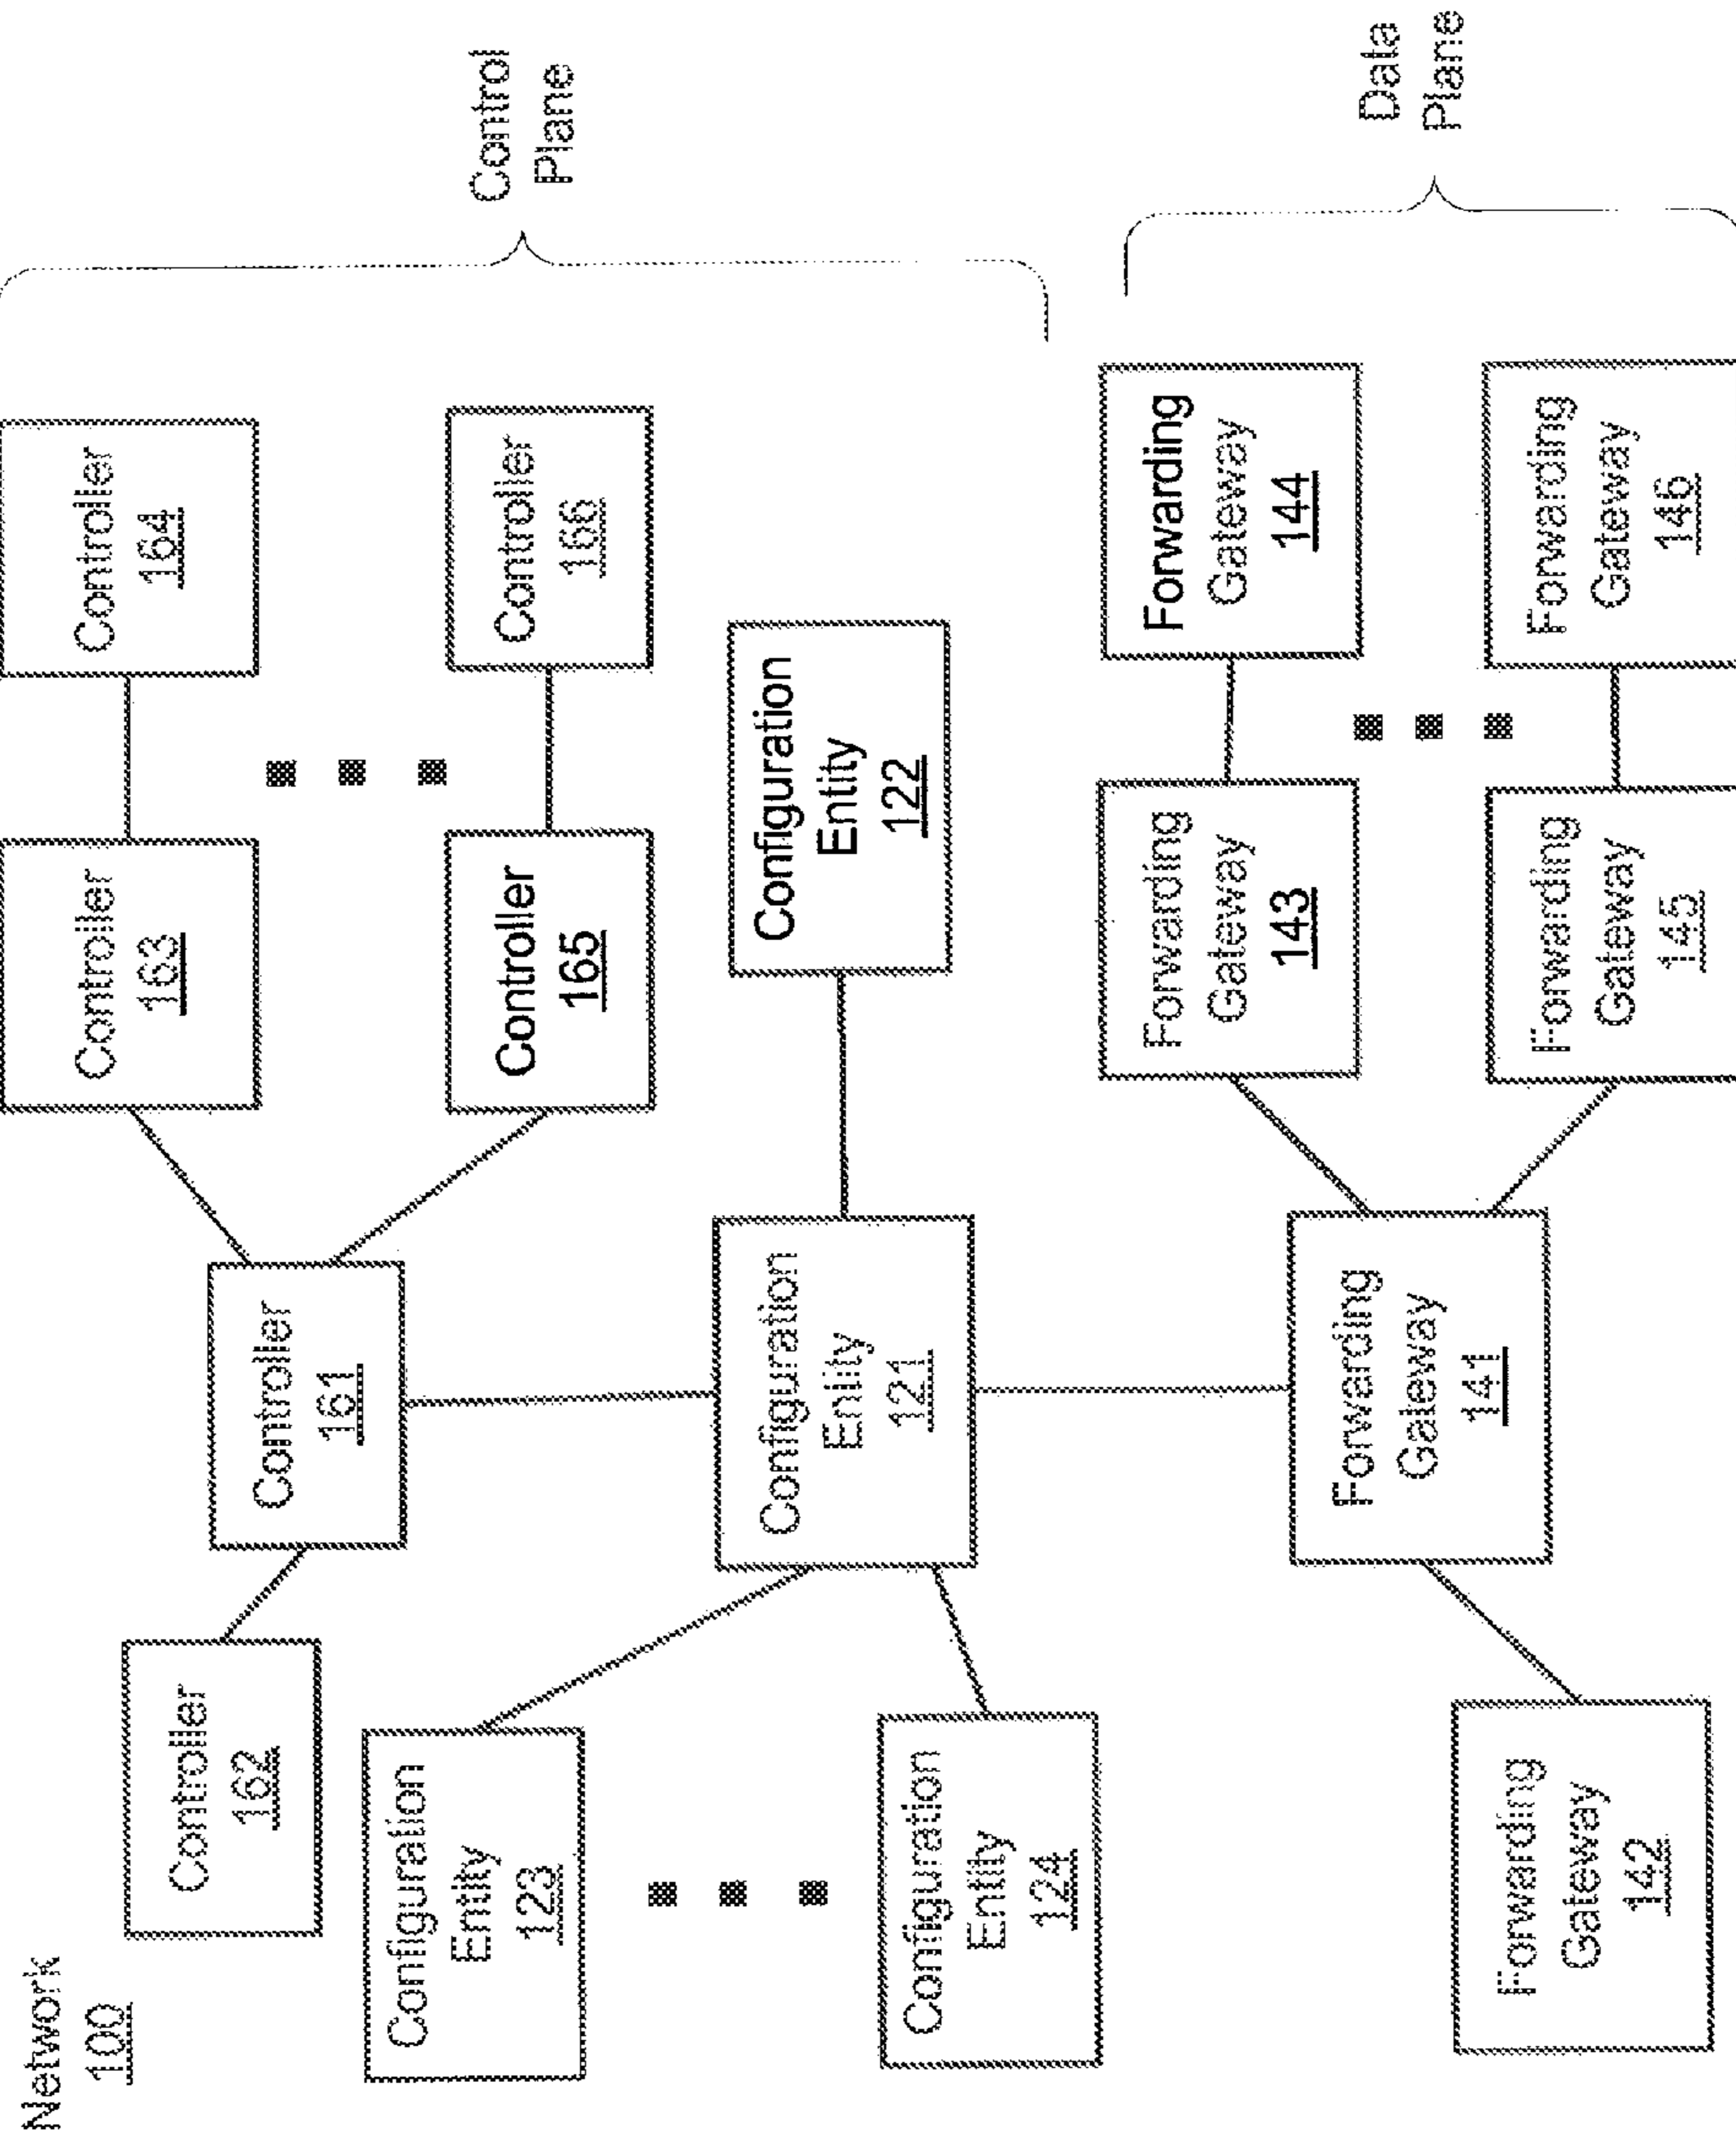 Network
100
Controller
162
Controller
161
Controller
163
Controller
164
Controller
165
Controller
166
Control
Plane
Configuration
Entity
123
Configuration
Entity
124
Configuration
Entity
121
Configuration
Entity
122
Forwarding
Gateway
142
Forwarding
Gateway
141
Forwarding
Gateway
143
Forwarding
Gateway
144
Forwarding
Gateway
145
Forwarding
Gateway
146
Data
Plane